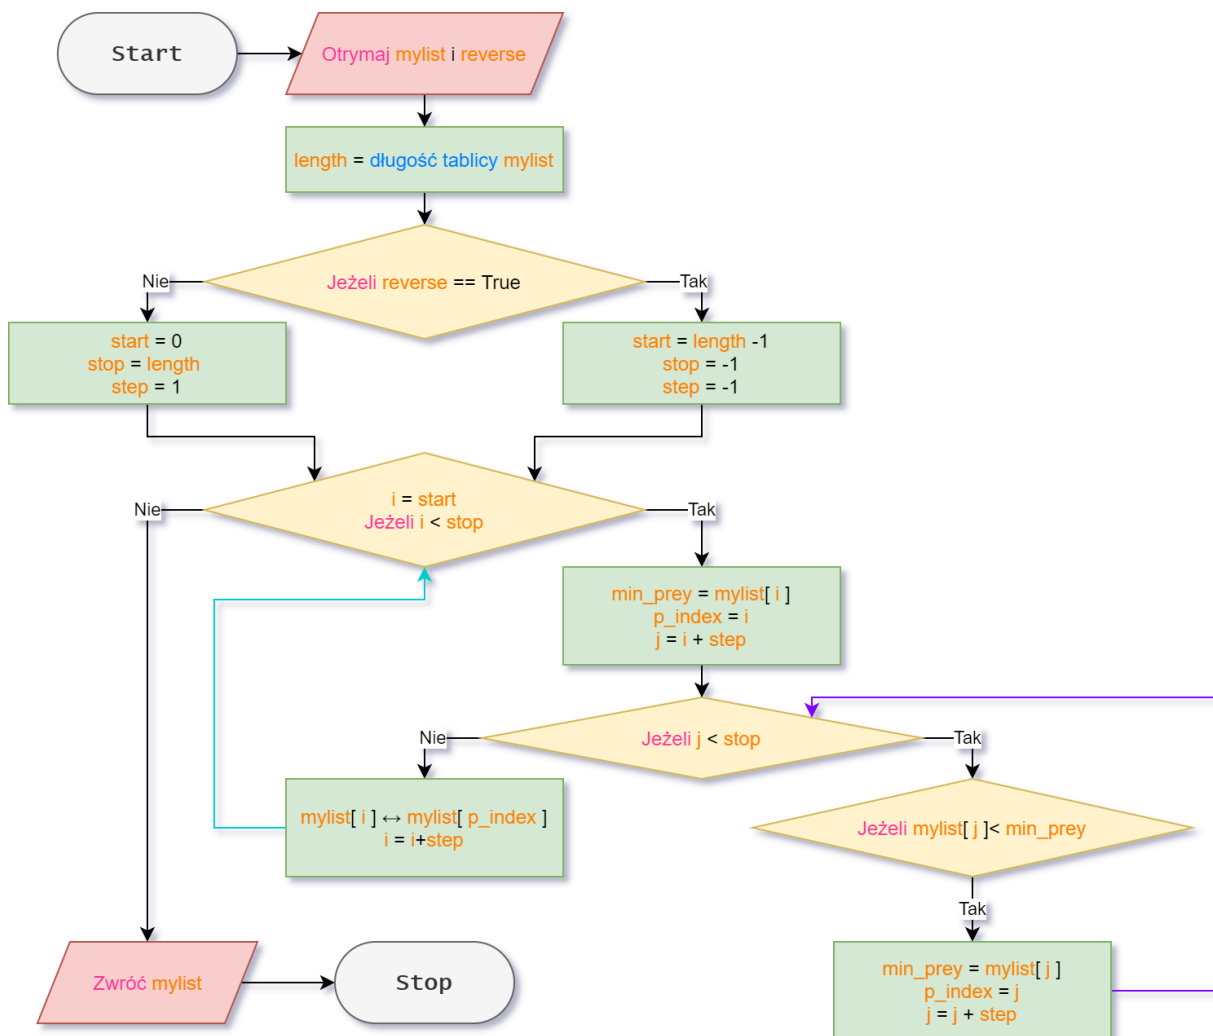 Start
Otrymaj mylist i reverse
length = długość tablicy mylist
Jeżeli reverse == True
Nie
Tak
start = 0
stop = length
step = 1
start = length -1
stop = -1
step = -1
i = start
Jeżeli i < stop
Nie
Tak
min_prey = mylist[ i ]
p_index = i
j = i + step
Jeżeli j < stop
Nie
Tak
mylist[ i ] ↔ mylist[ p_index ]
i = i+step
Jeżeli mylist[ j ]< min_prey
Tak
min_prey = mylist[ j ]
p_index = j
j = j + step
Zwróć mylist
Stop